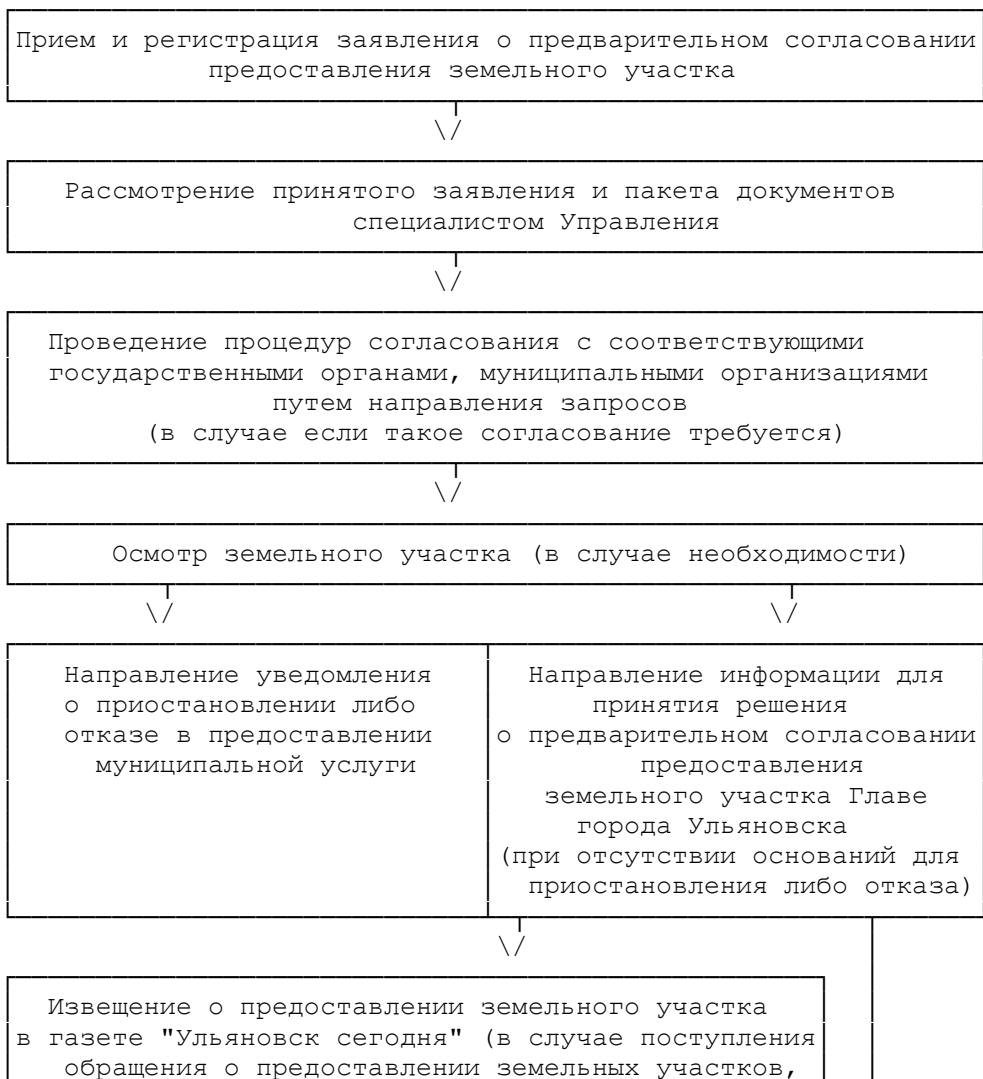 Прием и регистрация заявления о предварительном согласовании
предоставления земельного участка
Рассмотрение принятого заявления и пакета документов
специалистом Управления
Проведение процедур согласования с соответствующими
государственными органами, муниципальными организациями
путем направления запросов
(в случае если такое согласование требуется)
Осмотр земельного участка (в случае необходимости)
Направление уведомления
о приостановлении либо
отказе в предоставлении
муниципальной услуги
Направление информации для
принятия решения
о предварительном согласовании
предоставления
земельного участка Главе
города Ульяновска
(при отсутствии оснований для
приостановления либо отказа)
Извещение о предоставлении земельного участка
в газете "Ульяновск сегодня" (в случае поступления
обращения о предоставлении земельных участков,